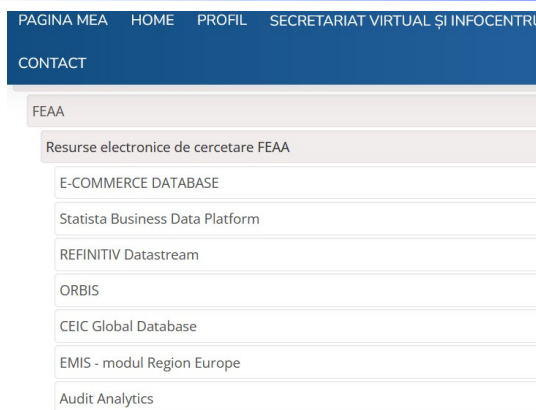 PAGINA MEA HOME PROFIL SECRETARIAT VIRTUAL ȘI
CONTACT
FEAA
Resurse electronice de cercetare FEAA
E-COMMERCE DATABASE
Statista Business Data Platform
REFINITIV Datastream
ORBIS
CEIC Global Database
EMIS - modul Region Europe
Audit Analytics